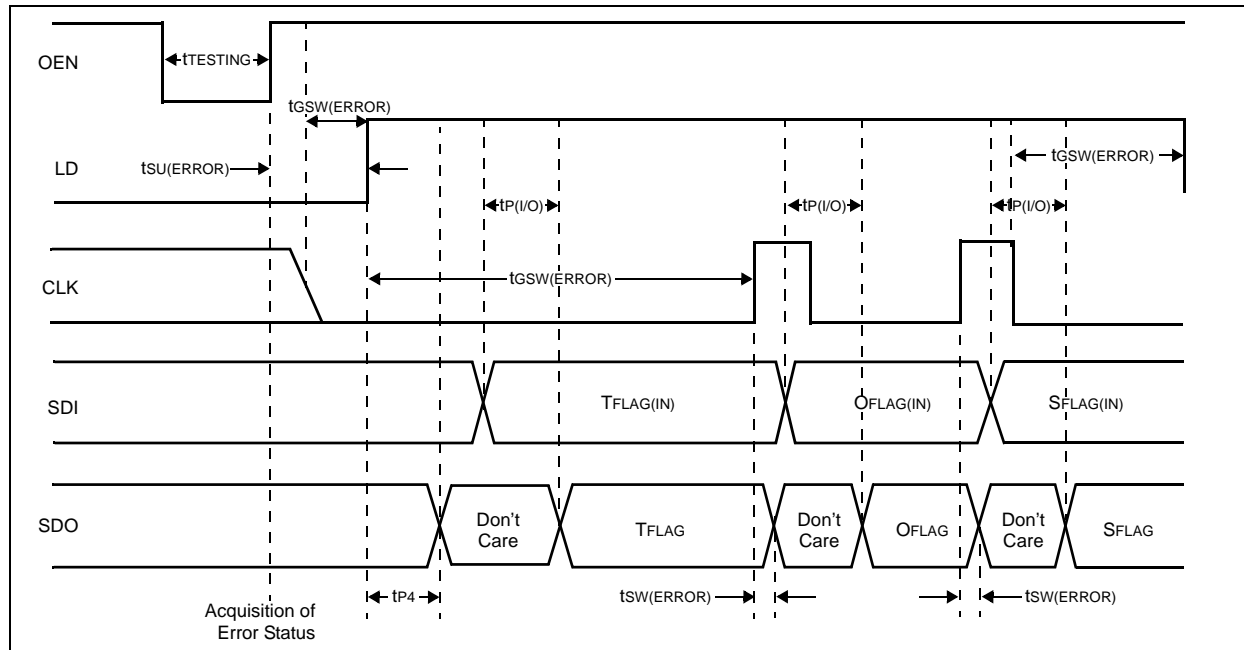 OEN
tTESTING
tGSW(ERROR)
LD
tSU(ERROR)
tGSW(ERROR)
tP(I/O)
tP(I/O)
tP(I/O)
CLK
tGSW(ERROR)
SDI
TFLAG(IN)
OFLAG(IN)
SFLAG(IN)
SDO
Don't
Care
TFLAG
Don't
Care
OFLAG
Don't
Care
SFLAG
tP4
tSW(ERROR)
tSW(ERROR)
Acquisition of
Error Status